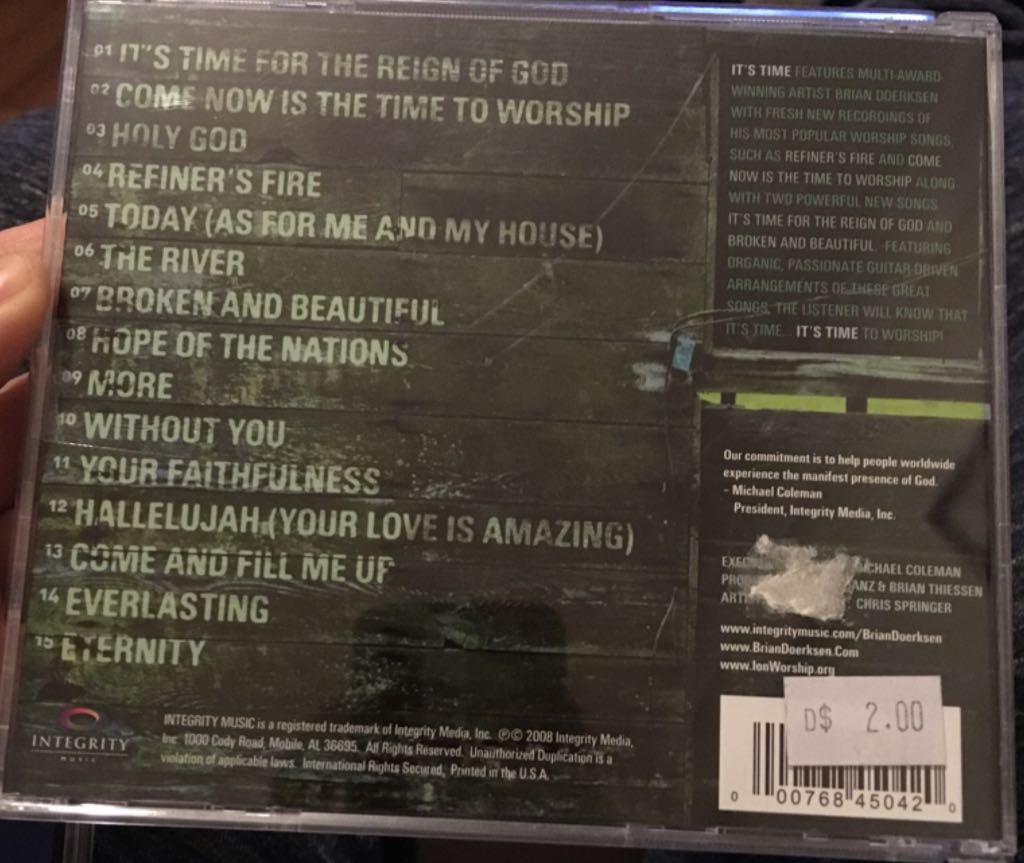 01 IT'S TIME FOR THE REIGN OF GOD
02 COME NOW IS THE TIME TO WORSHIP
03 HOLY GOD
04 REFINER'S FIRE
05 TODAY (AS FOR ME AND MY HOUSE)
06 THE RIVER
07 BROKEN AND BEAUTIFUL
08 HOPE OF THE NATIONS
09 MORE
10 WITHOUT YOU
11 YOUR FAITHFULNESS
12 HALLELUJAH (YOUR LOVE IS AMAZING)
13 COME AND FILL ME UP
14 EVERLASTING
15 ETERNITY
INTEGRITY
MUSIC
INTEGRITY MUSIC is a registered trademark of Integrity Media, Inc. ℗© 2008 Integrity Media,
Inc. 1000 Cody Road, Mobile, AL 36695. All Rights Reserved. Unauthorized Duplication is a
violation of applicable laws. International Rights Secured. Printed in the U.S.A.
IT'S TIME FEATURES MULTI-AWARD-
WINNING ARTIST BRIAN DOERKSEN
WITH FRESH NEW RECORDINGS OF
HIS MOST POPULAR WORSHIP SONGS,
SUCH AS REFINER'S FIRE AND COME
NOW IS THE TIME TO WORSHIP ALONG
WITH TWO POWERFUL NEW SONGS
IT'S TIME FOR THE REIGN OF GOD AND
BROKEN AND BEAUTIFUL. FEATURING
ORGANIC, PASSIONATE GUITAR-DRIVEN
ARRANGEMENTS OF THESE GREAT
SONGS, THE LISTENER WILL KNOW THAT
IT'S TIME. IT'S TIME TO WORSHIP!
Our commitment is to help people worldwide
experience the manifest presence of God.
- Michael Coleman
President, Integrity Media, Inc.
MICHAEL COLEMAN
& BRIAN THIESSEN
CHRIS SPRINGER
www.integritymusic.com/BrianDoerksen
www.BrianDoerksen.Com
www.IonWorship.org
D$ 2.00
0 00768 45042 0